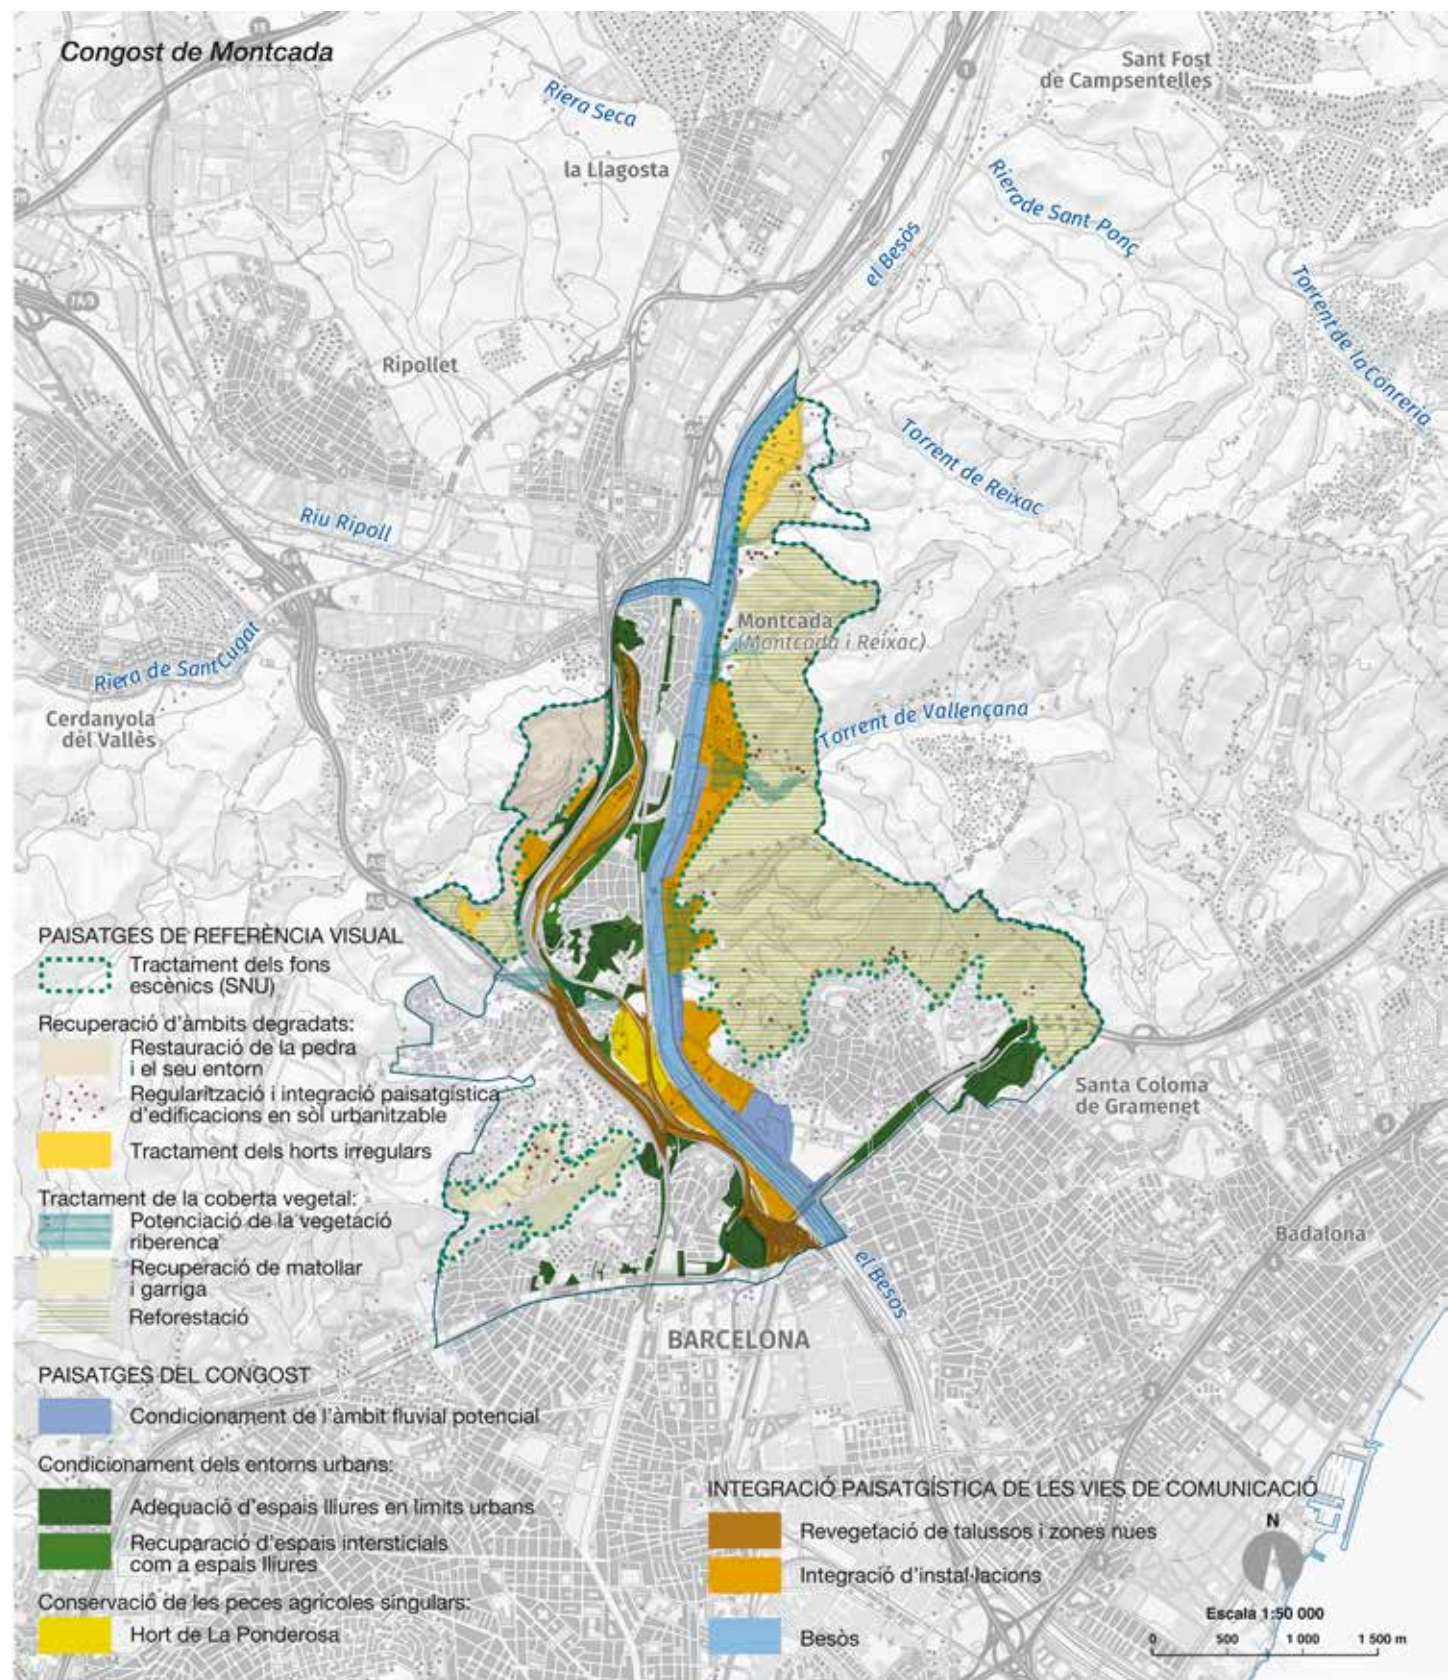 Congost de Montcada
Sant Fost
de Campsentelles
Riera Seca
la Llagosta
Riera de Sant Ponç
el Besòs
Torrent de la Conreria
Ripollet
Torrent de Reixac
Riu Ripoll
Montcada
(Montcada i Reixac)
Riera de Sant Cugat
Cerdanyola
del Vallès
Torrent de Vallençana
PAISATGES DE REFERÈNCIA VISUAL
Tractament dels fons
escènics (SNU)
Recuperació d'àmbits degradats:
Restauració de la pedra
i el seu entorn
Regularització i integració paisatgística
d'edificacions en sòl urbanitzable
Tractament dels horts irregulars
Tractament de la coberta vegetal:
Potenciació de la vegetació
riberenca
Recuperació de matollar
i garriga
Reforestació
Santa Coloma
de Gramenet
Badalona
el Besòs
BARCELONA
PAISATGES DEL CONGOST
Condicionament de l'àmbit fluvial potencial
Condicionament dels entorns urbans:
Adequació d'espais lliures en límits urbans
Recuparació d'espais intersticials
com a espais lliures
Conservació de les peces agrícoles singulars:
Hort de La Ponderosa
INTEGRACIÓ PAISATGÍSTICA DE LES VIES DE COMUNICACIÓ
Revegetació de talussos i zones nues
Integració d'instal·lacions
Besòs
N
Escala 1:50 000
0 500 1 000 1 500 m